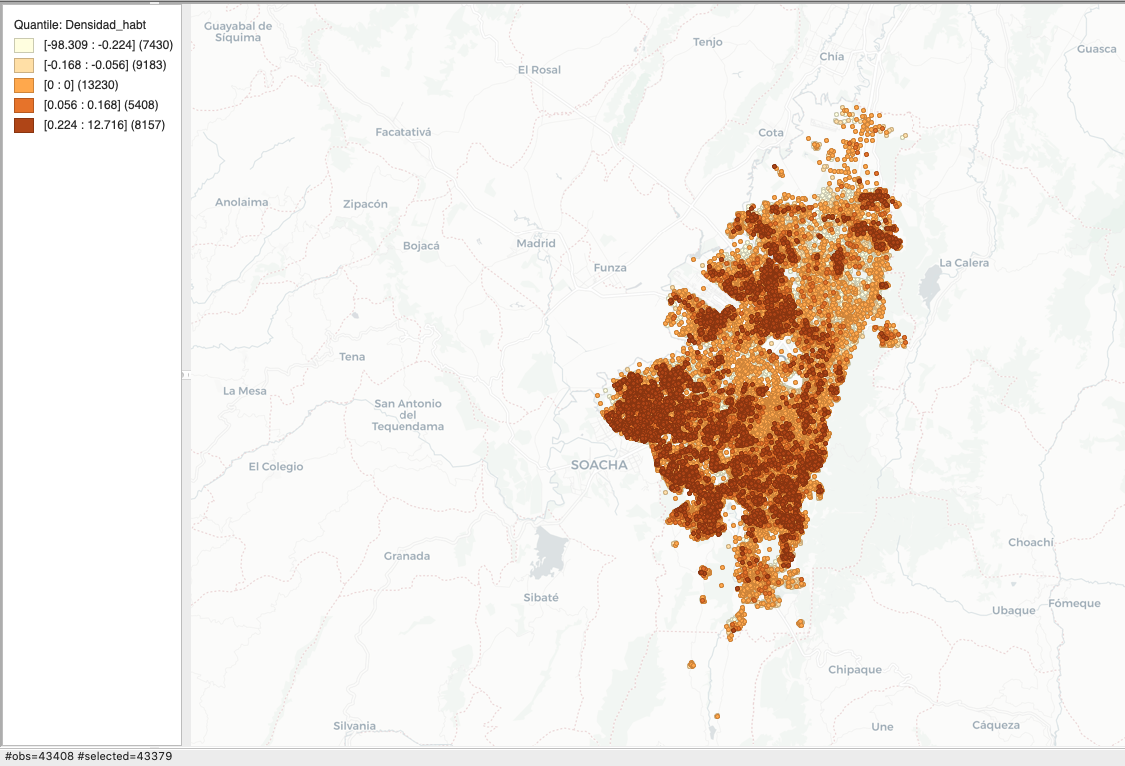 Quantile: Densidad_habt
[-98.309 : -0.224] (7430)
[-0.168 : -0.056] (9183)
[0 : 0] (13230)
[0.056 : 0.168] (5408)
[0.224 : 12.716] (8157)
Guayabal de
Síquima
Tenjo
Chía
Guasca
El Rosal
Facatativá
Cota
Anolaima
Zipacón
Bojacá
Madrid
Funza
La Calera
Tena
La Mesa
San Antonio
del
Tequendama
El Colegio
SOACHA
Granada
Choachí
Sibaté
Ubaque
Fómeque
Chipaque
Silvania
Une
Cáqueza
#obs=43408 #selected=43379